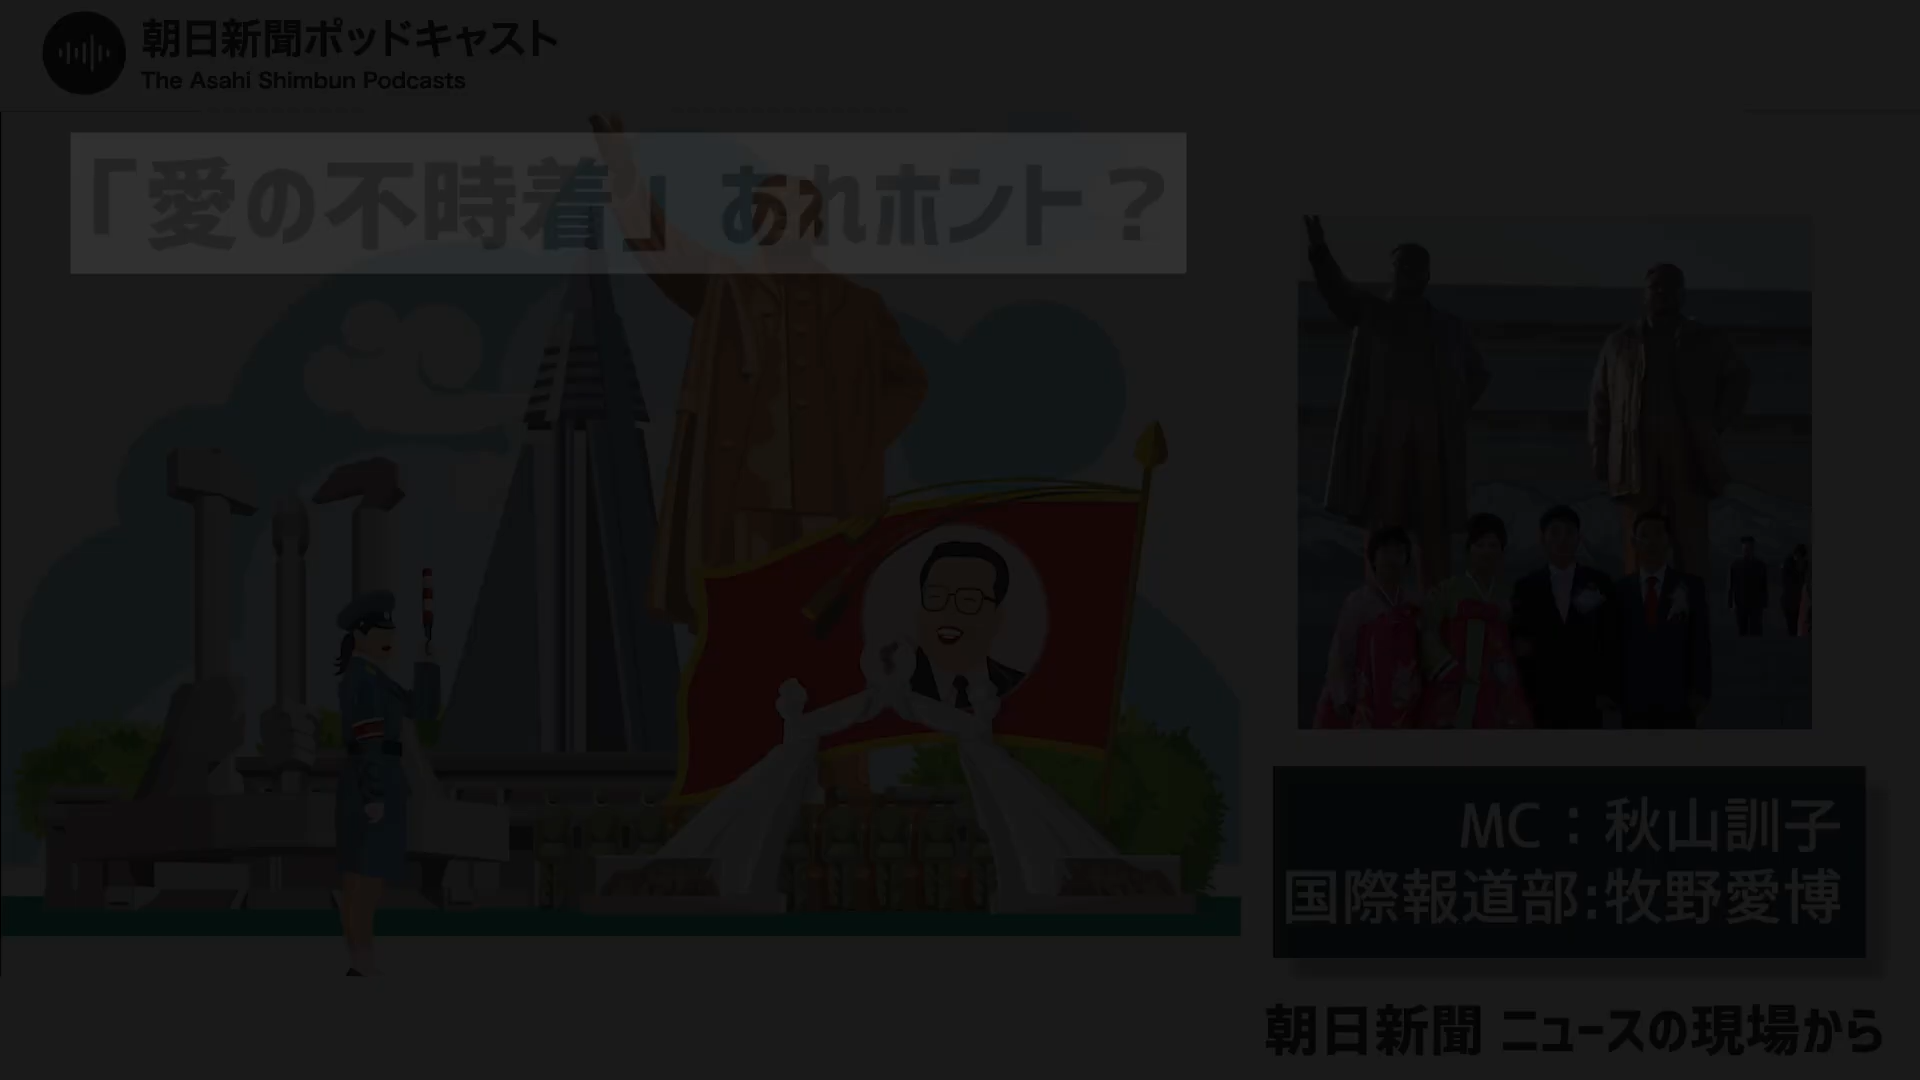 朝日新聞ポッドキャスト
The Asahi Shimbun Podcasts
「愛の不時着」あれホント？
MC：秋山訓子
国際報道部:牧野愛博
朝日新聞 ニュースの現場から